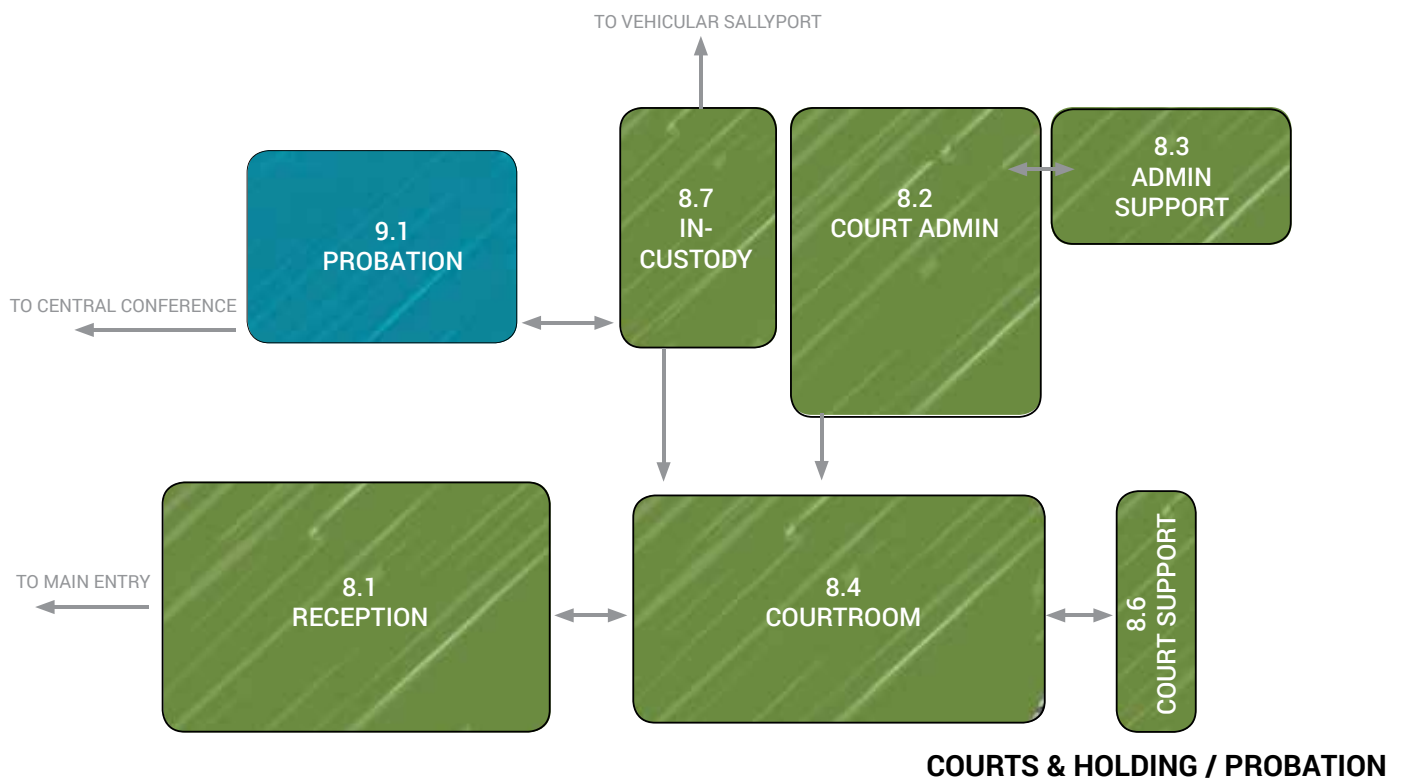 TO VEHICULAR SALLYPORT
9.1
PROBATION
8.7
IN-
CUSTODY
8.2
COURT ADMIN
8.3
ADMIN
SUPPORT
TO CENTRAL CONFERENCE
TO MAIN ENTRY
8.1
RECEPTION
8.4
COURTROOM
8.6
COURT SUPPORT
COURTS & HOLDING / PROBATION